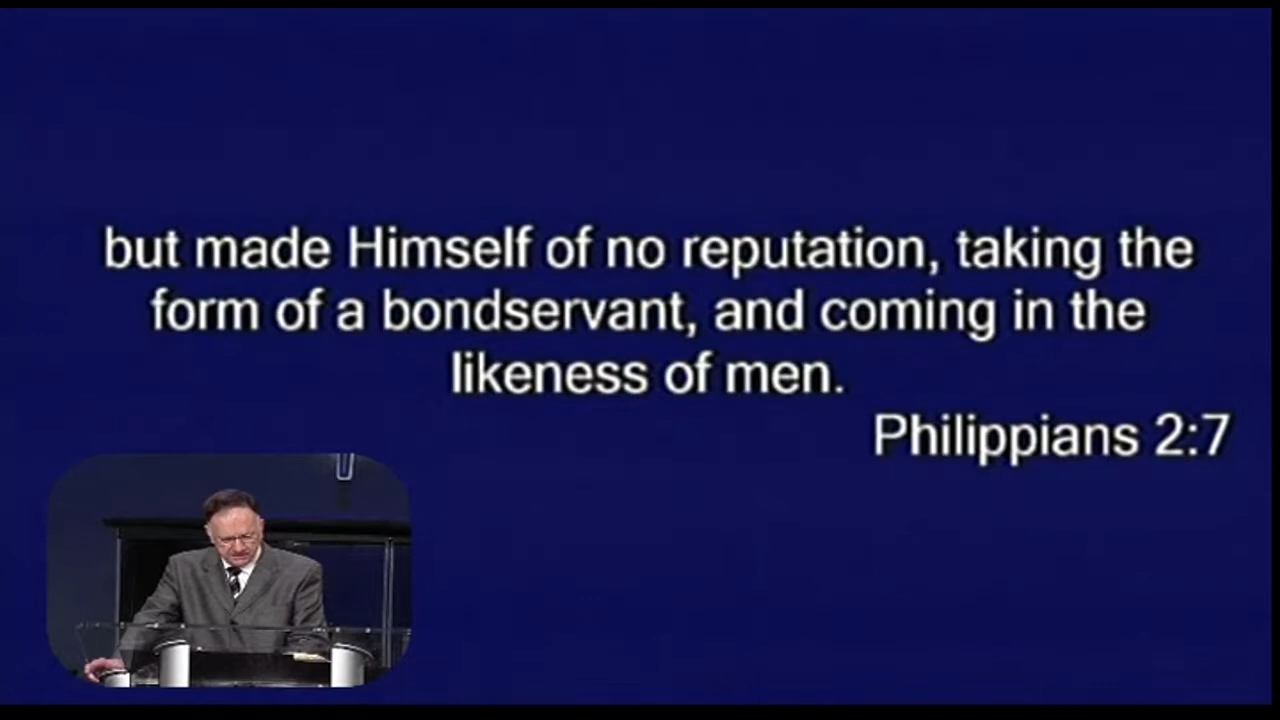 but made Himself of no reputation, taking the
form of a bondservant, and coming in the
likeness of men.
Philippians 2:7